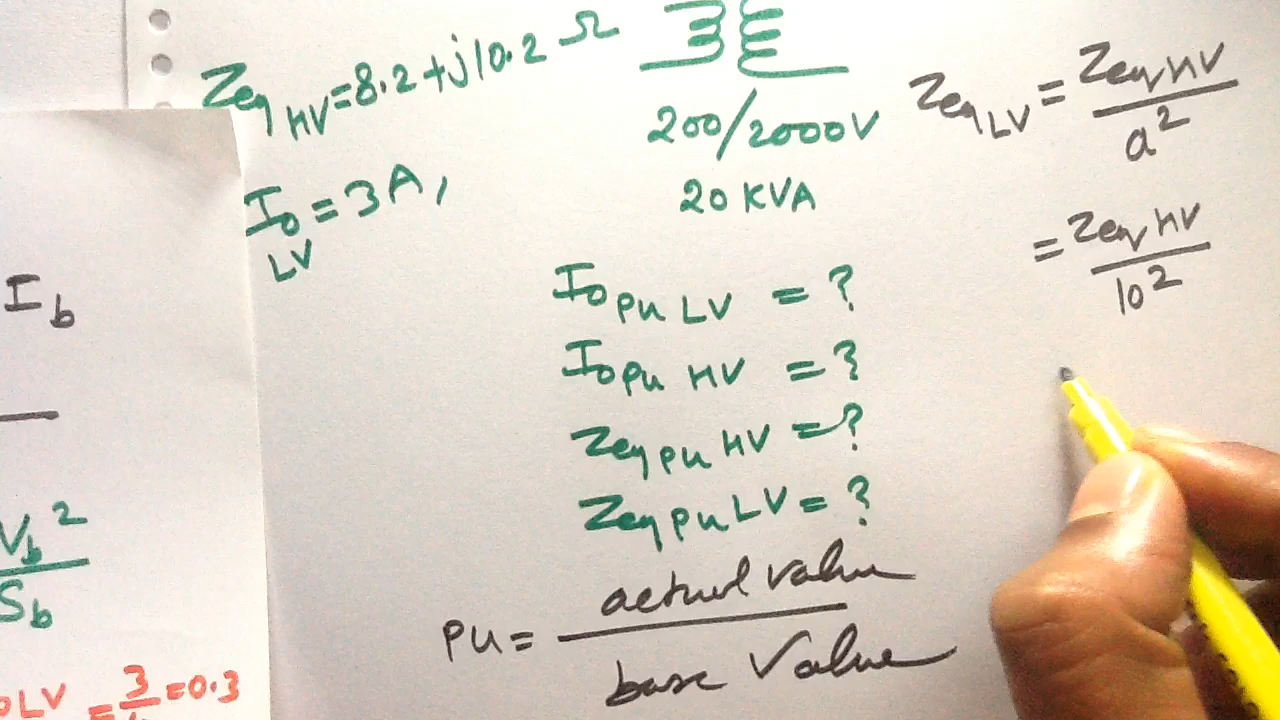 Zeq HV = 8.2 + j10.2 Ω
200/2000V
20 KVA
I0 LV = 3A,
Zeq LV = Zeq HV / a²
= Zeq HV / 10²
I0 PU LV = ?
I0 PU HV = ?
Zeq PU HV = ?
Zeq PU LV = ?
PU = actual value / base value
Ib
Vb² / Sb
LV = 3/ = 0.3